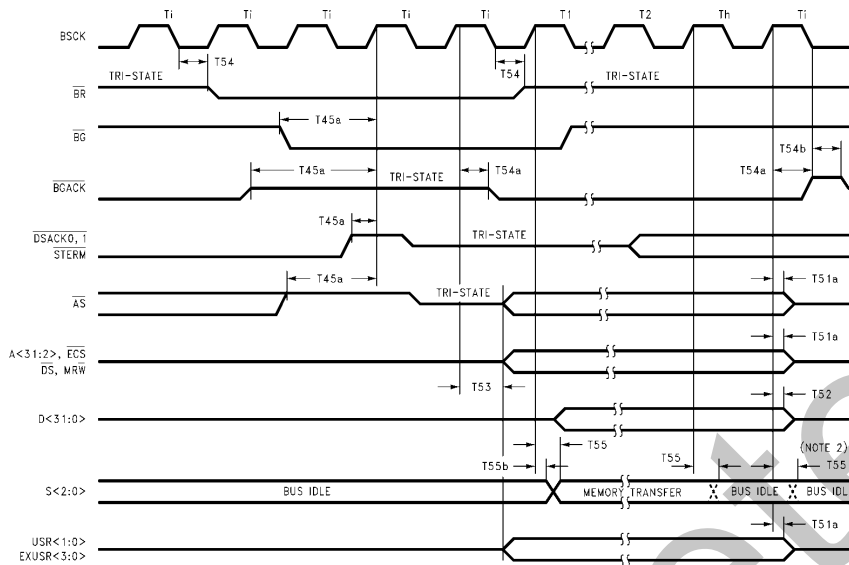 Ti Ti Ti Ti Ti T1 T2 Th Ti
BSCK
T54 T54
TRI-STATE TRI-STATE
BR
T45a
BG
T54b
T45a TRI-STATE T54a T54a
BGACK
T45a
DSACK0, 1
STERM
TRI-STATE
T45a TRI-STATE T51a
AS
T51a
A<31:2>, ECS
DS, MRW
T53 T52
D<31:0>
(NOTE 2)
T55 T55 T55
T55b
S<2:0> BUS IDLE MEMORY TRANSFER BUS IDLE BUS IDL
T51a
USR<1:0>
EXUSR<3:0>